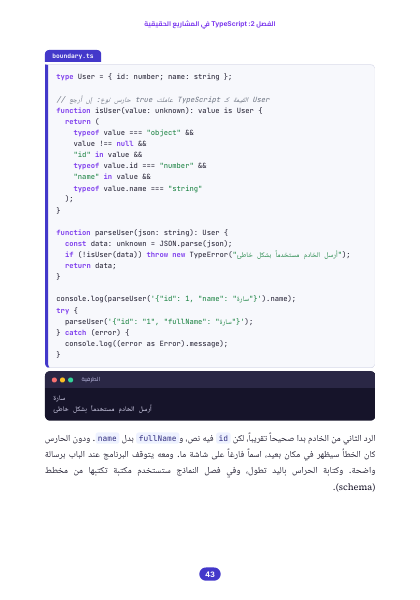 الفصل 2: TypeScript في المشاريع الحقيقية
boundary.ts
type User = { id: number; name: string };
// حارس نوع: إن أرجع true عاملت TypeScript القيمة كـ User
function isUser(value: unknown): value is User {
return (
typeof value === "object" &&
value !== null &&
"id" in value &&
typeof value.id === "number" &&
"name" in value &&
typeof value.name === "string"
);
}
function parseUser(json: string): User {
const data: unknown = JSON.parse(json);
if (!isUser(data)) throw new TypeError("أرسل الخادم مستخدماً بشكل خاطئ");
return data;
}
console.log(parseUser('{"id": 1, "name": "سارة"}').name);
try {
parseUser('{"id": "1", "fullName": "سارة"}');
} catch (error) {
console.log((error as Error).message);
}
الطرفية
سارة
أرسل الخادم مستخدماً بشكل خاطئ
الرد الثاني من الخادم بدا صحيحاً تقريباً، لكن id فيه نص، وfullName بدل name. ودون الحارس
كان الخطأ سيظهر في مكان بعيد، اسماً فارغاً على شاشة ما. ومعه يتوقف البرنامج عند الباب برسالة
واضحة. وكتابة الحراس باليد تطول، وفي فصل النماذج ستستخدم مكتبة تكتبها من مخطط
(schema).
43